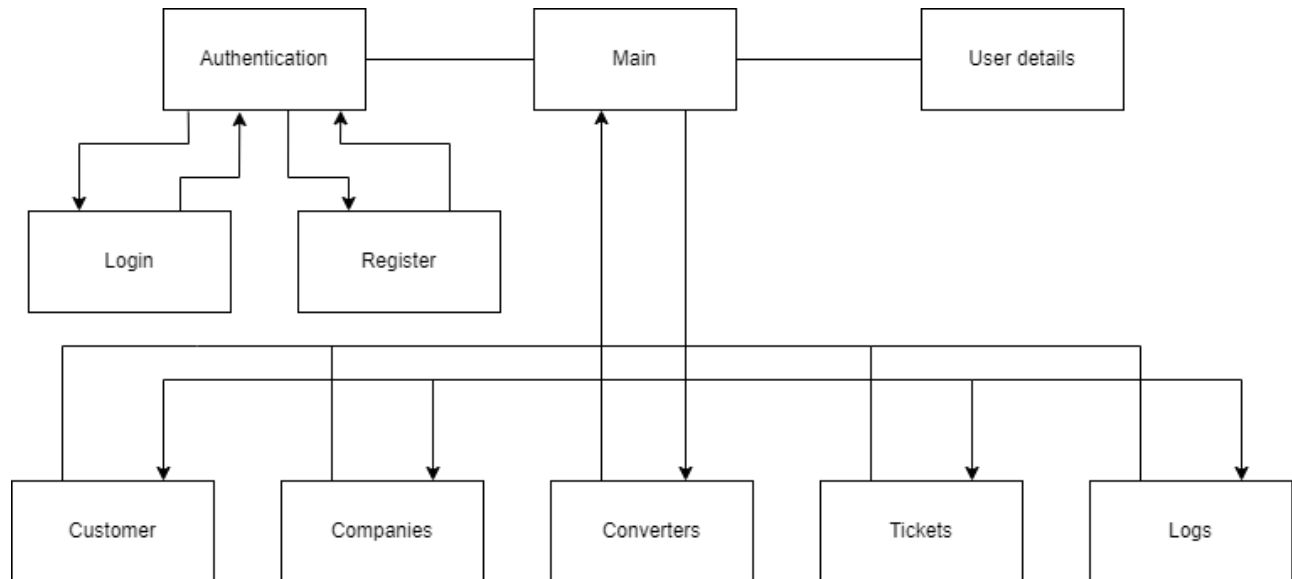 Authentication
Main
User details
Login
Register
Customer
Companies
Converters
Tickets
Logs